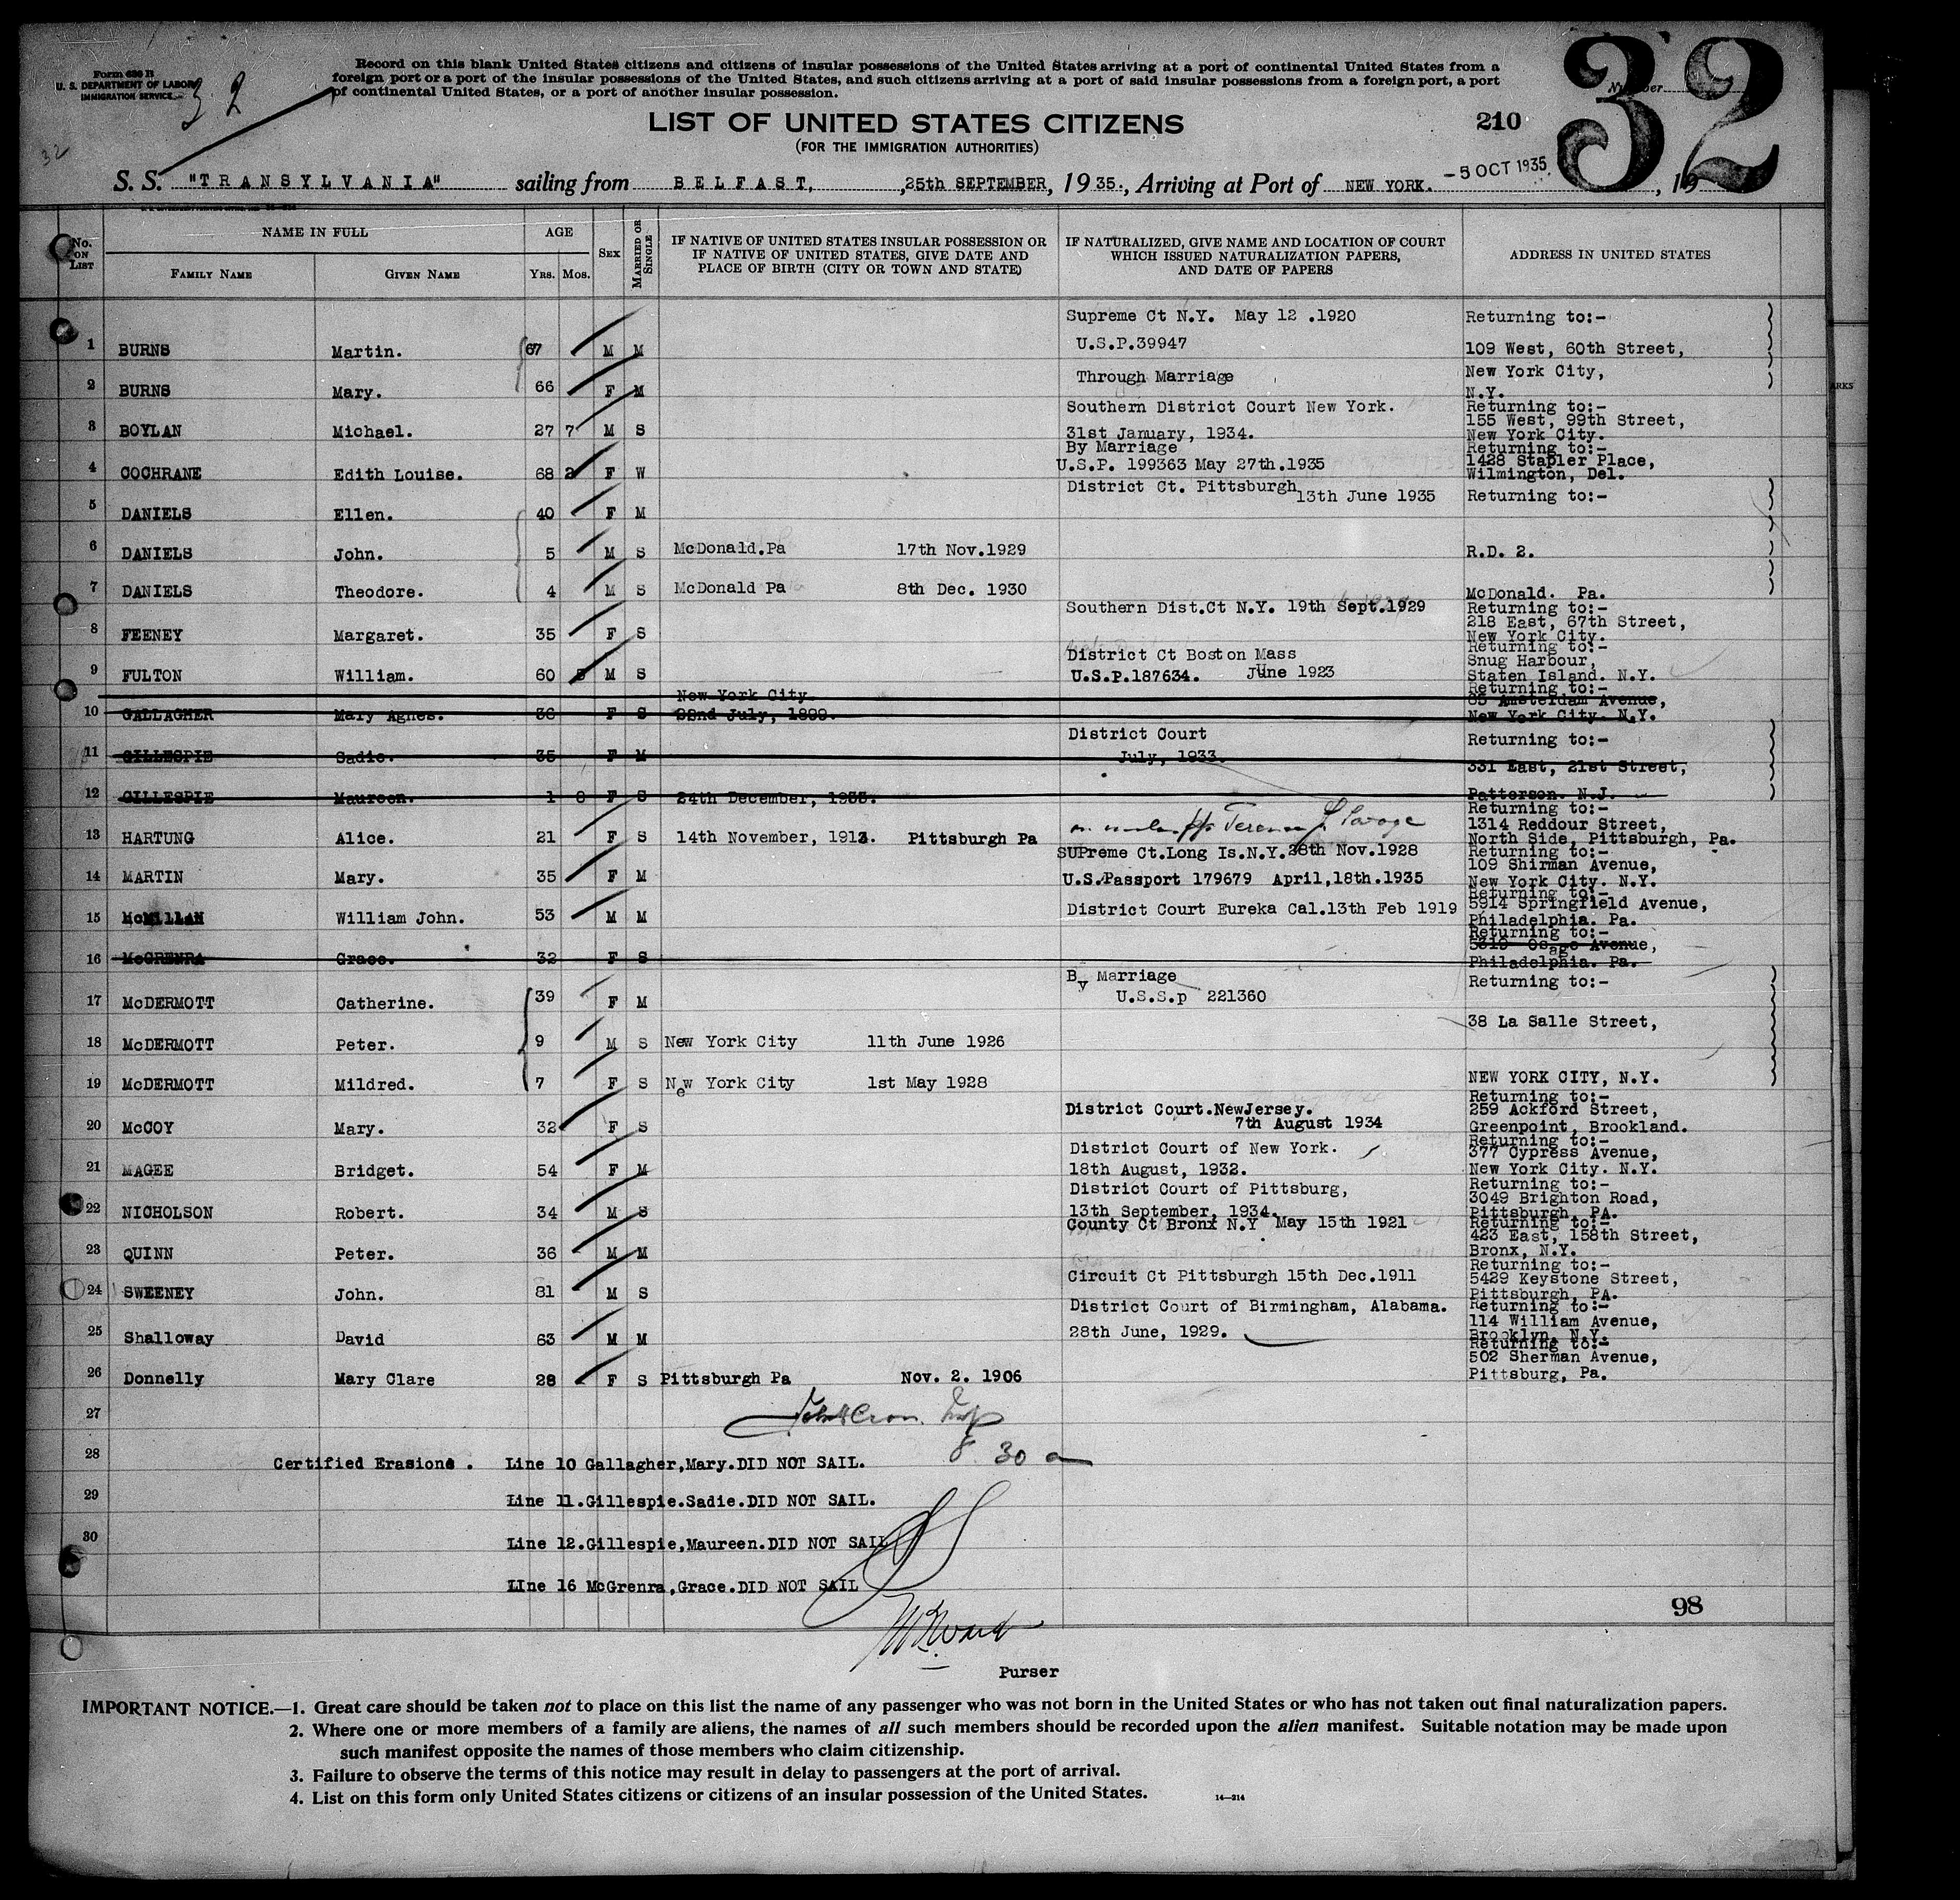 Form 630 B
U. S. DEPARTMENT OF LABOR
IMMIGRATION SERVICE
32
32
Record on this blank United States citizens and citizens of insular possessions of the United States arriving at a port of continental United States from a
foreign port or a port of the insular possessions of the United States, and such citizens arriving at a port of said insular possessions from a foreign port, a port
of continental United States, or a port of another insular possession.
Number
32
LIST OF UNITED STATES CITIZENS
210
(FOR THE IMMIGRATION AUTHORITIES)
S. S. "TRANSYLVANIA" sailing from BELFAST, ,25th SEPTEMBER, 19 35., Arriving at Port of NEW YORK. -5 OCT 1935 , 19
No. ON LIST
NAME IN FULL
FAMILY NAME GIVEN NAME
AGE
Yrs. Mos.
SEX
MARRIED OR SINGLE
IF NATIVE OF UNITED STATES INSULAR POSSESSION OR
IF NATIVE OF UNITED STATES, GIVE DATE AND
PLACE OF BIRTH (CITY OR TOWN AND STATE)
IF NATURALIZED, GIVE NAME AND LOCATION OF COURT
WHICH ISSUED NATURALIZATION PAPERS,
AND DATE OF PAPERS
ADDRESS IN UNITED STATES
Supreme Ct N.Y. May 12 .1920 Returning to:-
1 BURNS Martin. 67 M M U.S.P.39947 109 West, 60th Street,
2 BURNS Mary. 66 F M Through Marriage New York City,
N.Y.
Southern District Court New York. Returning to:-
155 West, 99th Street,
3 BOYLAN Michael. 27 7 M S 31st January, 1934. New York City.
By Marriage Returning to:-
4 COCHRANE Edith Louise. 68 2 F W U.S.P. 199363 May 27th.1935 1428 Stapler Place,
Wilmington, Del.
District Ct. Pittsburgh 13th June 1935 Returning to:-
5 DANIELS Ellen. 40 F M
6 DANIELS John. 5 M S McDonald.Pa 17th Nov.1929 R.D. 2.
7 DANIELS Theodore. 4 M S McDonald Pa 8th Dec. 1930 McDonald. Pa.
Southern Dist.Ct N.Y. 19th Sept.1929 Returning to:-
218 East, 67th Street,
8 FEENEY Margaret. 35 F S New York City.
District Ct Boston Mass Returning to:-
Snug Harbour,
9 FULTON William. 60 M S U.S.P.187634. June 1923 Staten Island. N.Y.
New York City Returning to:-
65 Amsterdam Avenue,
10 GALLAGHER Mary Agnes. 36 F S 22nd July, 1899. New York City. N.Y.
District Court Returning to:-
11 GILLESPIE Sadie. 35 F M July, 1933. 331 East, 21st Street,
12 GILLESPIE Maureen. 1 8 F S 24th December, 1933. Patterson. N.J.
Returning to:-
1314 Reddour Street,
13 HARTUNG Alice. 21 F S 14th November, 1913. Pittsburgh Pa North Side, Pittsburgh, Pa.
SUPreme Ct.Long Is.N.Y.28th Nov.1928 Returning to:-
109 Shirman Avenue,
14 MARTIN Mary. 35 F M U.S.Passport 179679 April,18th.1935 New York City. N.Y.
Returning to:-
15 McMILLAN William John. 53 M M District Court Eureka Cal.13th Feb 1919 5914 Springfield Avenue,
Philadelphia. Pa.
Returning to:-
5319 Osage Avenue,
16 McGRENRA Grace. 32 F S Philadelphia. Pa.
By Marriage Returning to:-
17 McDERMOTT Catherine. 39 F M U.S.S.p 221360
38 La Salle Street,
18 McDERMOTT Peter. 9 M S New York City 11th June 1926
19 McDERMOTT Mildred. 7 F S New York City 1st May 1928 NEW YORK CITY, N.Y.
Returning to:-
District Court.NewJersey. 259 Ackford Street,
20 McCOY Mary. 32 F S 7th August 1934 Greenpoint, Brookland.
Returning to:-
District Court of New York. 377 Cypress Avenue,
21 MAGEE Bridget. 54 F M 18th August, 1932. New York City. N.Y.
District Court of Pittsburg, Returning to:-
3049 Brighton Road,
22 NICHOLSON Robert. 34 M S 13th September, 1934. Pittsburgh, PA.
County Ct Bronx N.Y May 15th 1921 Returning to:-
423 East, 158th Street,
23 QUINN Peter. 36 M M Bronx, N.Y.
Returning to:-
Circuit Ct Pittsburgh 15th Dec.1911 5429 Keystone Street,
24 SWEENEY John. 31 M S Pittsburgh, PA.
District Court of Birmingham, Alabama. Returning to:-
114 William Avenue,
25 Shalloway David 63 M M 28th June, 1929. Brooklyn, N.Y.
Returning to:-
502 Sherman Avenue,
26 Donnelly Mary Clare 28 F S Pittsburgh Pa Nov. 2. 1906 Pittsburg, Pa.
27
28 8 30 a
Certified Erasions . Line 10 Gallagher,Mary.DID NOT SAIL.
29 Line 11.Gillespie.Sadie.DID NOT SAIL.
30 Line 12.Gillespie,Maureen.DID NOT SAIL
LIne 16 McGrenra,Grace.DID NOT SAIL
98
Purser
IMPORTANT NOTICE.—1. Great care should be taken not to place on this list the name of any passenger who was not born in the United States or who has not taken out final naturalization papers.
2. Where one or more members of a family are aliens, the names of all such members should be recorded upon the alien manifest. Suitable notation may be made upon
such manifest opposite the names of those members who claim citizenship.
3. Failure to observe the terms of this notice may result in delay to passengers at the port of arrival.
4. List on this form only United States citizens or citizens of an insular possession of the United States.
14—214